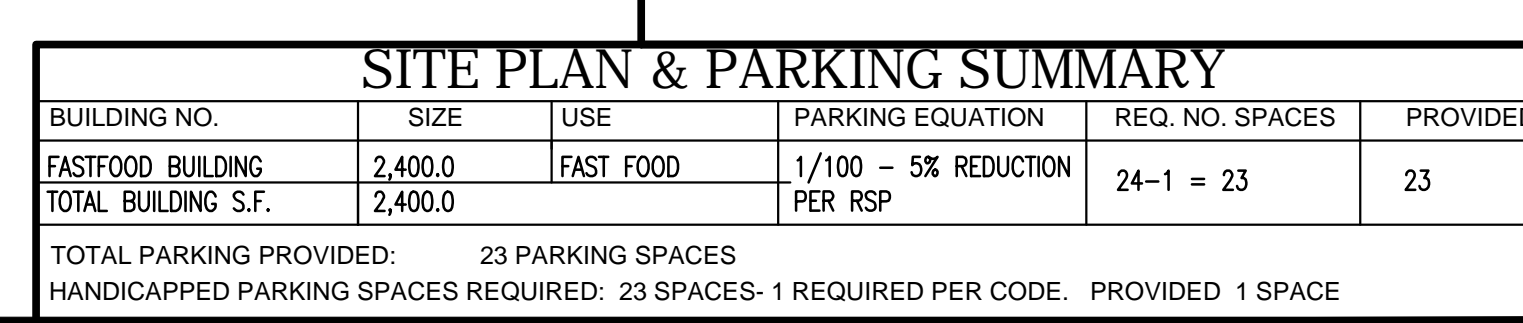 SITE PLAN & PARKING SUMMARY
BUILDING NO. SIZE USE PARKING EQUATION REQ. NO. SPACES PROVIDED
FASTFOOD BUILDING 2,400.0 FAST FOOD 1/100 – 5% REDUCTION 24–1 = 23 23
TOTAL BUILDING S.F. 2,400.0 PER RSP
TOTAL PARKING PROVIDED: 23 PARKING SPACES
HANDICAPPED PARKING SPACES REQUIRED: 23 SPACES- 1 REQUIRED PER CODE. PROVIDED 1 SPACE